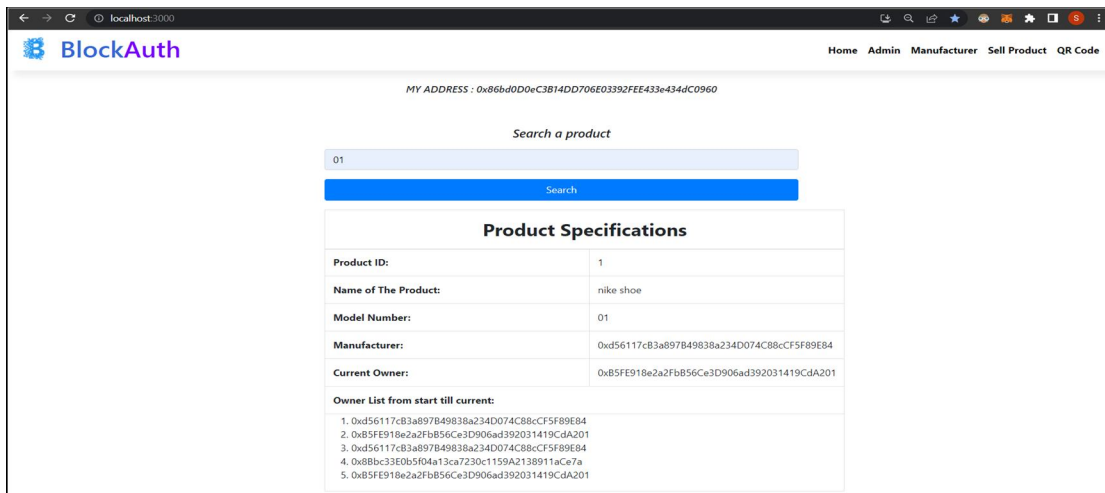 localhost:3000
S
BlockAuth
Home Admin Manufacturer Sell Product QR Code
MY ADDRESS : 0x86bd0D0eC3B14DD706E03392FEE433e434dC0960
Search a product
01
Search
Product Specifications
Product ID: 1
Name of The Product: nike shoe
Model Number: 01
Manufacturer: 0xd56117cB3a897B49838a234D074C88cCF5F89E84
Current Owner: 0xB5FE918e2a2FbB56Ce3D906ad392031419CdA201
Owner List from start till current:
1. 0xd56117cB3a897B49838a234D074C88cCF5F89E84
2. 0xB5FE918e2a2FbB56Ce3D906ad392031419CdA201
3. 0xd56117cB3a897B49838a234D074C88cCF5F89E84
4. 0x8Bbc33E0b5f04a13ca7230c1159A2138911aCe7a
5. 0xB5FE918e2a2FbB56Ce3D906ad392031419CdA201